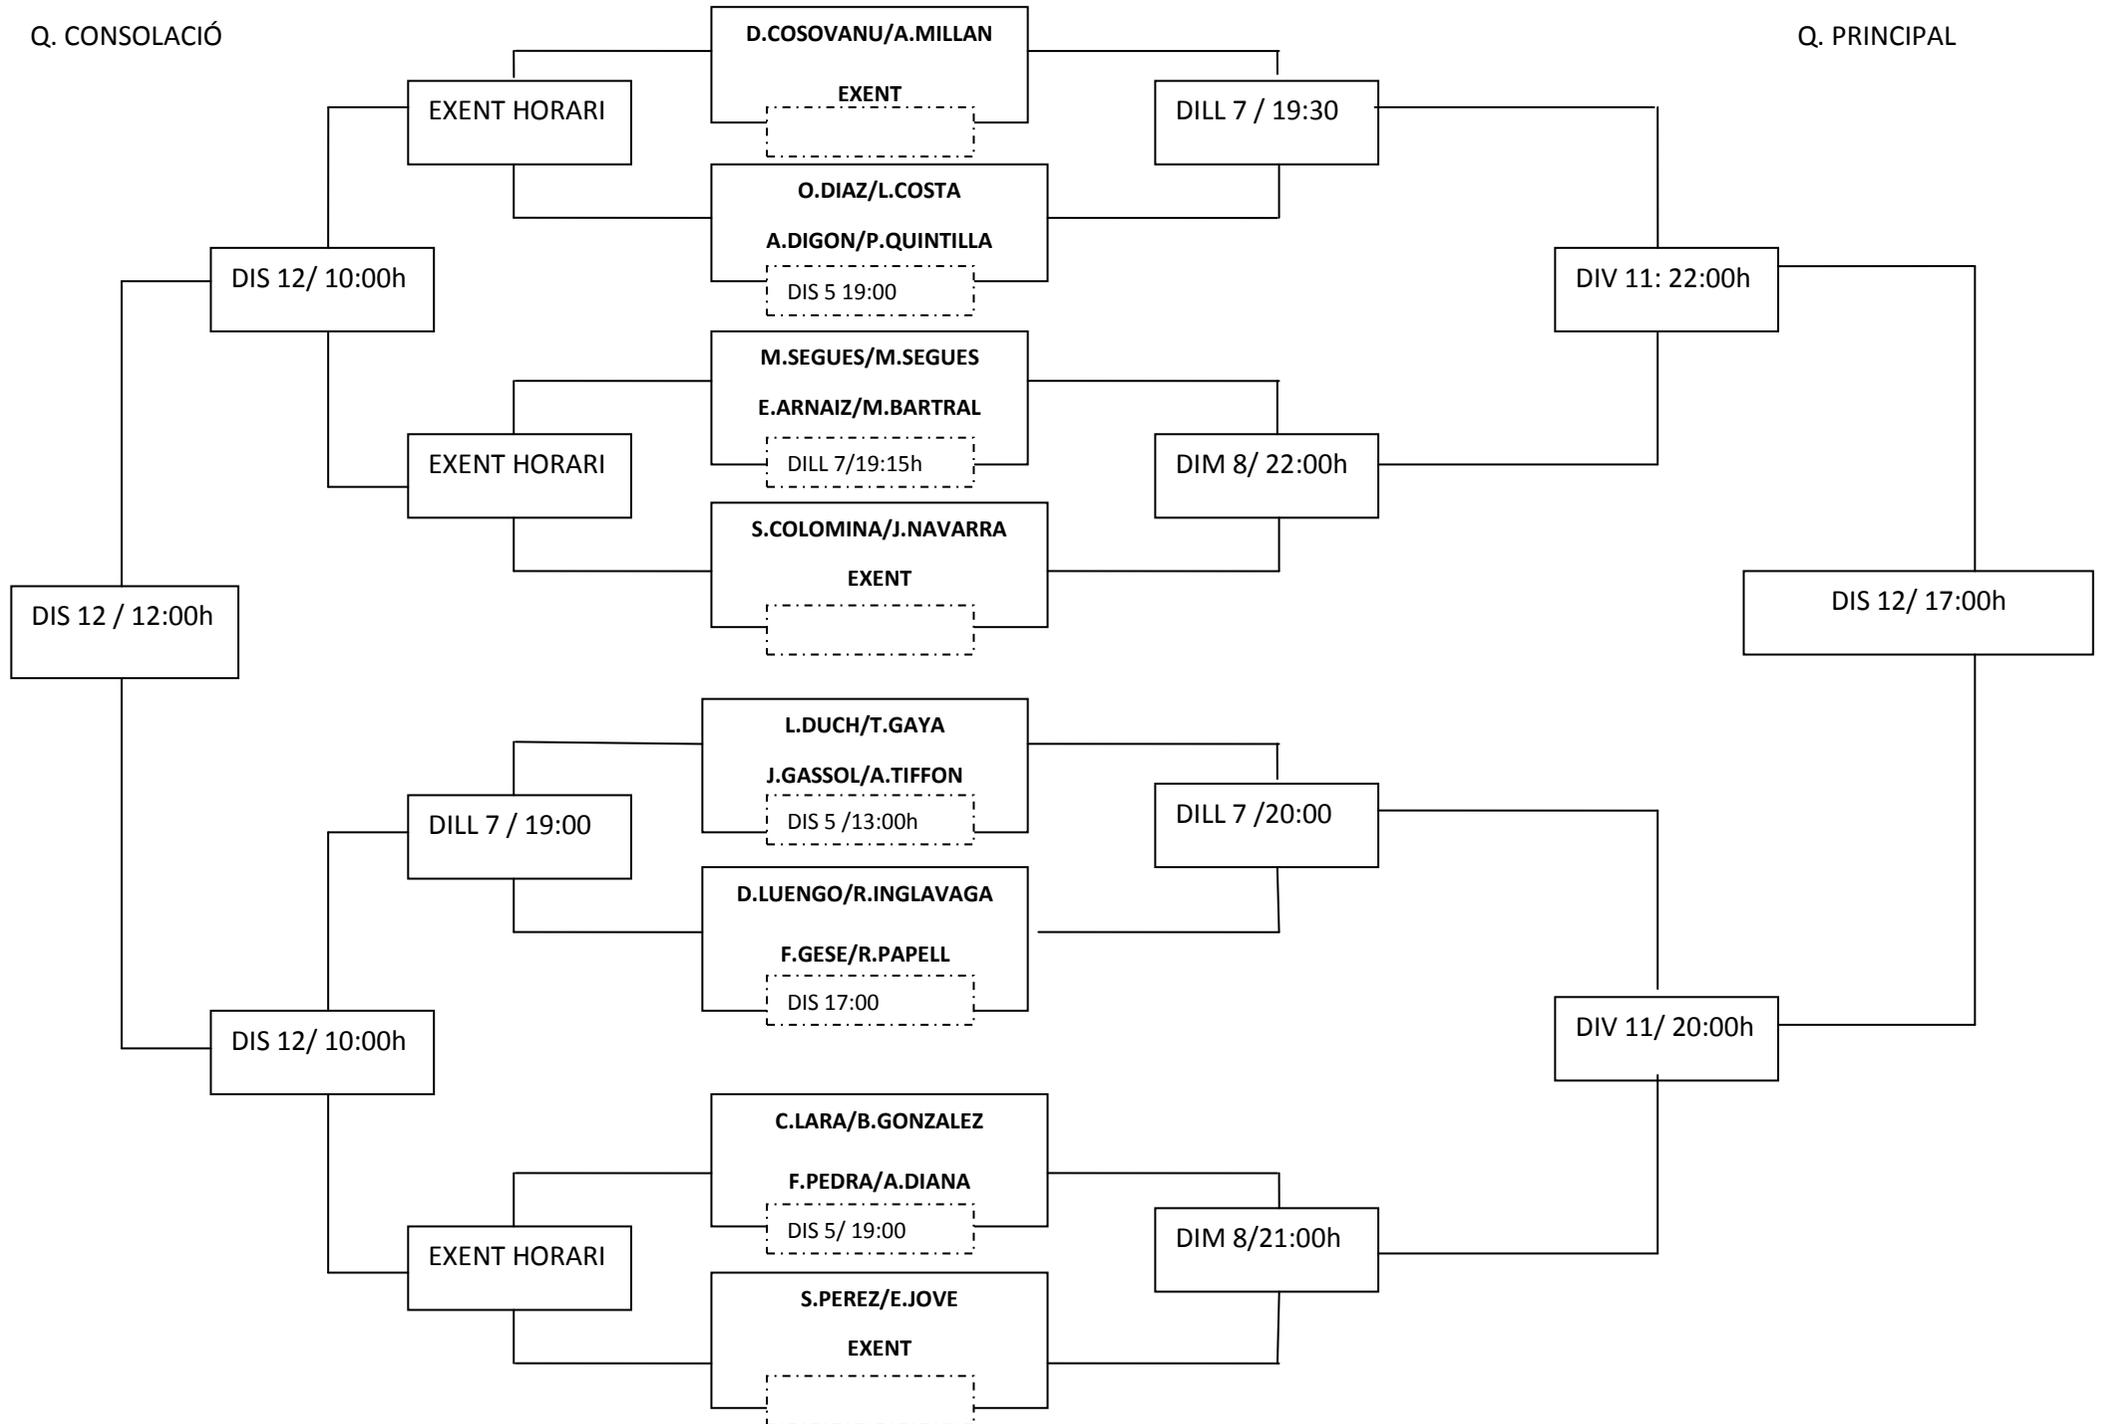 Q. CONSOLACIÓ
Q. PRINCIPAL
D.COSOVANU/A.MILLAN
EXENT
EXENT HORARI
DILL 7 / 19:30
O.DIAZ/L.COSTA
A.DIGON/P.QUINTILLA
DIS 5 19:00
DIS 12/ 10:00h
DIV 11: 22:00h
M.SEGUES/M.SEGUES
E.ARNAIZ/M.BARTRAL
DILL 7/19:15h
EXENT HORARI
DIM 8/ 22:00h
S.COLOMINA/J.NAVARRA
EXENT
DIS 12 / 12:00h
DIS 12/ 17:00h
L.DUCH/T.GAYA
J.GASSOL/A.TIFFON
DIS 5 /13:00h
DILL 7 / 19:00
DILL 7 /20:00
D.LUENGO/R.INGLAVAGA
F.GESE/R.PAPELL
DIS 17:00
DIS 12/ 10:00h
DIV 11/ 20:00h
C.LARA/B.GONZALEZ
F.PEDRA/A.DIANA
DIS 5/ 19:00
EXENT HORARI
DIM 8/21:00h
S.PEREZ/E.JOVE
EXENT